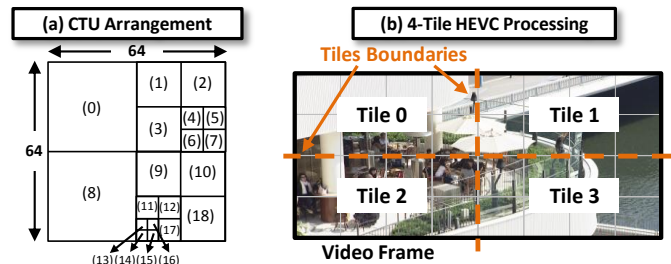 (a) CTU Arrangement
64
64
(0)
(1)
(2)
(3)
(4)
(5)
(6)
(7)
(8)
(9)
(10)
(11)
(12)
(17)
(18)
(13)
(14)
(15)
(16)
(b) 4-Tile HEVC Processing
Tiles Boundaries
Tile 0
Tile 1
Tile 2
Tile 3
Video Frame